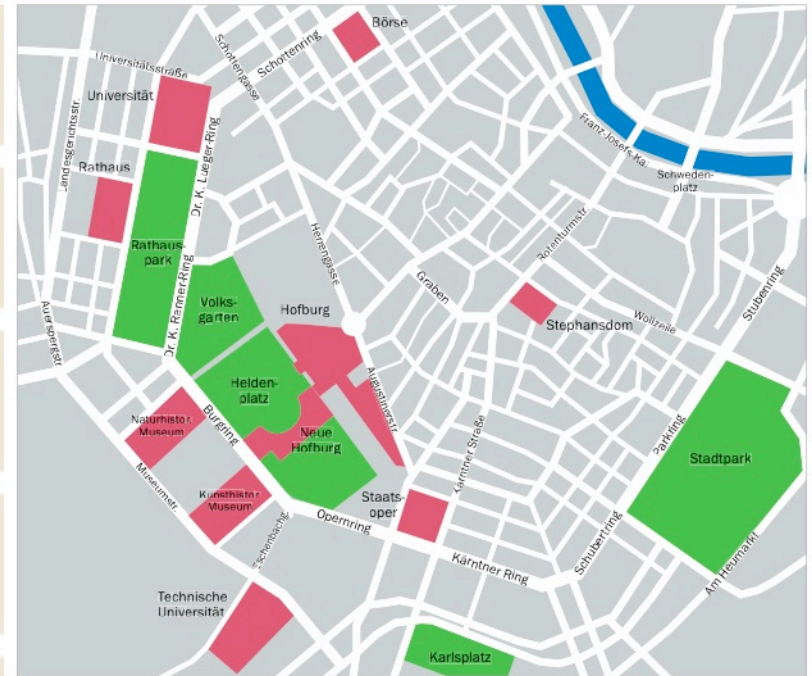 Börse
Schottenring
Schottengasse
Universitätsstraße
Universität
Landesgerichtsstr.
Dr. K. Lueger-Ring
Rathaus
Rathaus-
park
Franz-Josefs-Kai
Schweden-
platz
Rotenturmstr.
Herrengasse
Graben
Volks-
garten
Hofburg
Dr. K. Renner-Ring
Stubenring
Wollzeile
Stephansdom
Auerspergstr.
Helden-
platz
Augustinerstr.
Burgring
Naturhistor.
Museum
Neue
Hofburg
Kärntner Straße
Parkring
Stadtpark
Museumstr.
Kunsthistor.
Museum
Staats-
oper
Opernring
Eschenbachg.
Kärntner Ring
Schubertring
Am Heumarkt
Technische
Universität
Karlsplatz